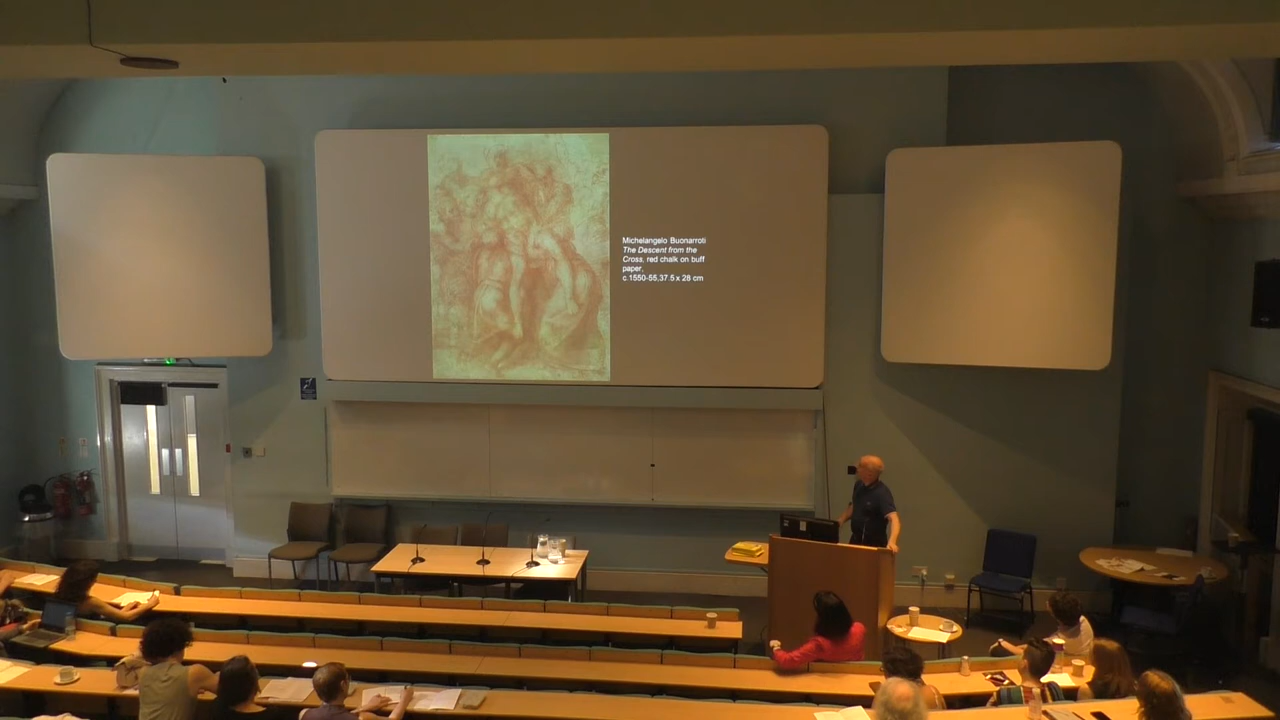 Michelangelo Buonarroti
The Descent from the
Cross, red chalk on buff
paper,
c.1550-55,37.5 x 28 cm